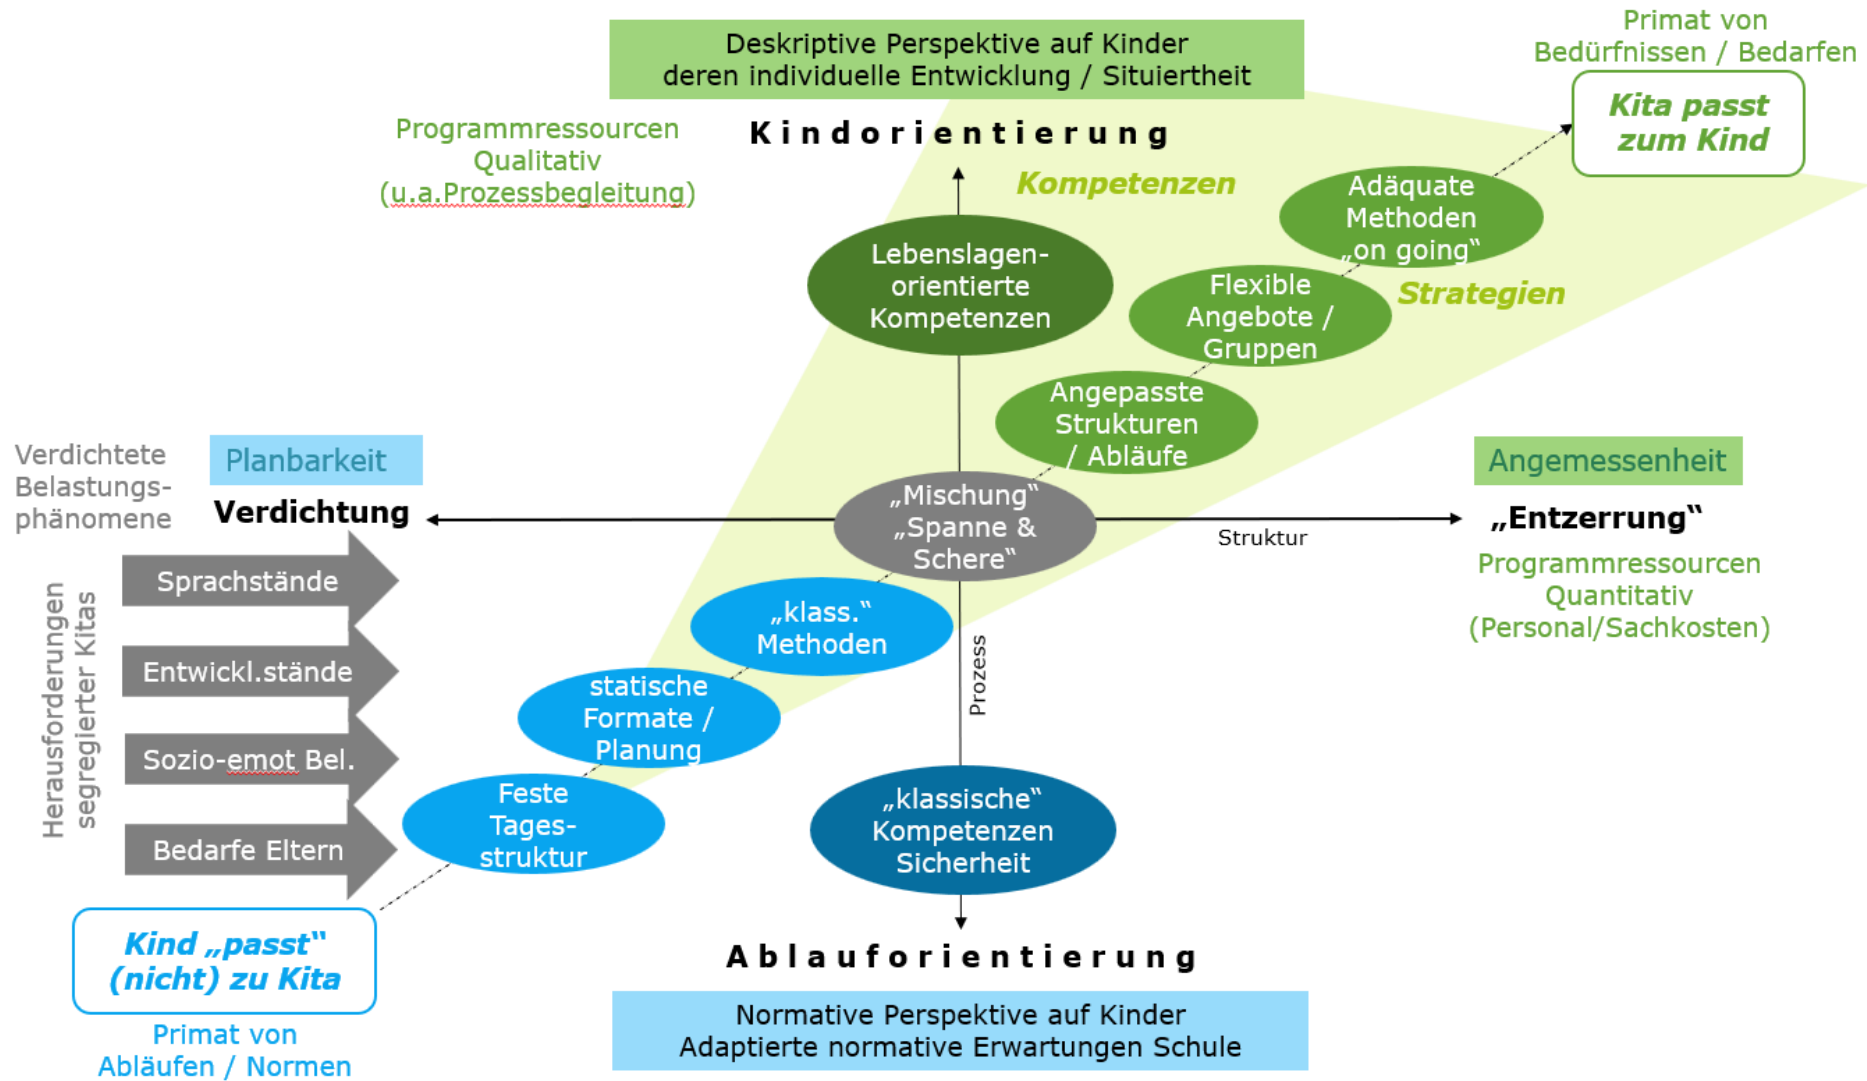 Deskriptive Perspektive auf Kinder
deren individuelle Entwicklung / Situiertheit
Primat von
Bedürfnissen / Bedarfen
Kita passt
zum Kind
Programmressourcen
Qualitativ
(u.a.Prozessbegleitung)
Kindorientierung
Kompetenzen
Strategien
Lebenslagen-
orientierte
Kompetenzen
Adäquate
Methoden
„on going“
Flexible
Angebote /
Gruppen
Angepasste
Strukturen
/ Abläufe
Verdichtete
Belastungs-
phänomene
Planbarkeit
Verdichtung
„Mischung“
„Spanne &
Schere“
Struktur
Angemessenheit
„Entzerrung“
Programmressourcen
Quantitativ
(Personal/Sachkosten)
Herausforderungen
segregierter Kitas
Sprachstände
Entwickl.stände
Sozio-emot Bel.
Bedarfe Eltern
„klass.“
Methoden
statische
Formate /
Planung
Feste
Tages-
struktur
Prozess
„klassische“
Kompetenzen
Sicherheit
Kind „passt“
(nicht) zu Kita
Primat von
Abläufen / Normen
Ablauforientierung
Normative Perspektive auf Kinder
Adaptierte normative Erwartungen Schule